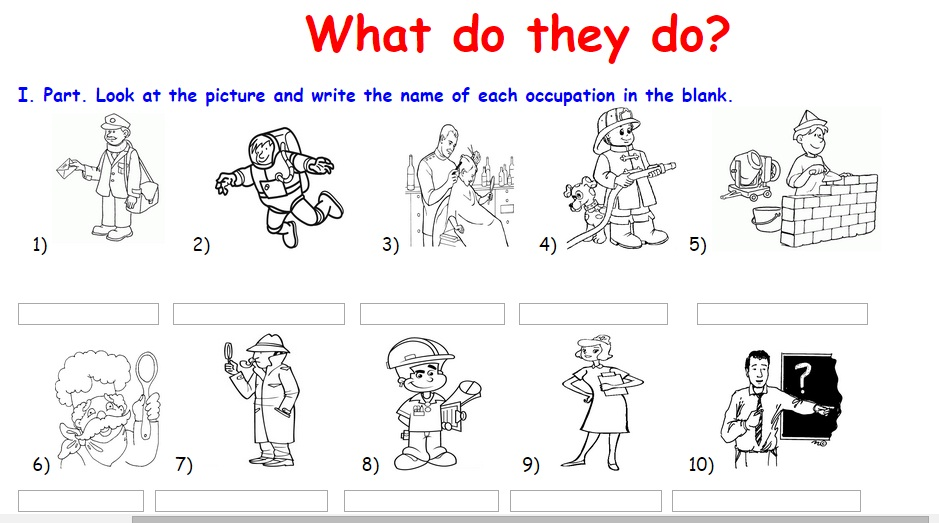 What do they do?
I. Part. Look at the picture and write the name of each occupation in the blank.
1) 2) 3) 4) 5)
?
6) 7) 8) 9) 10)